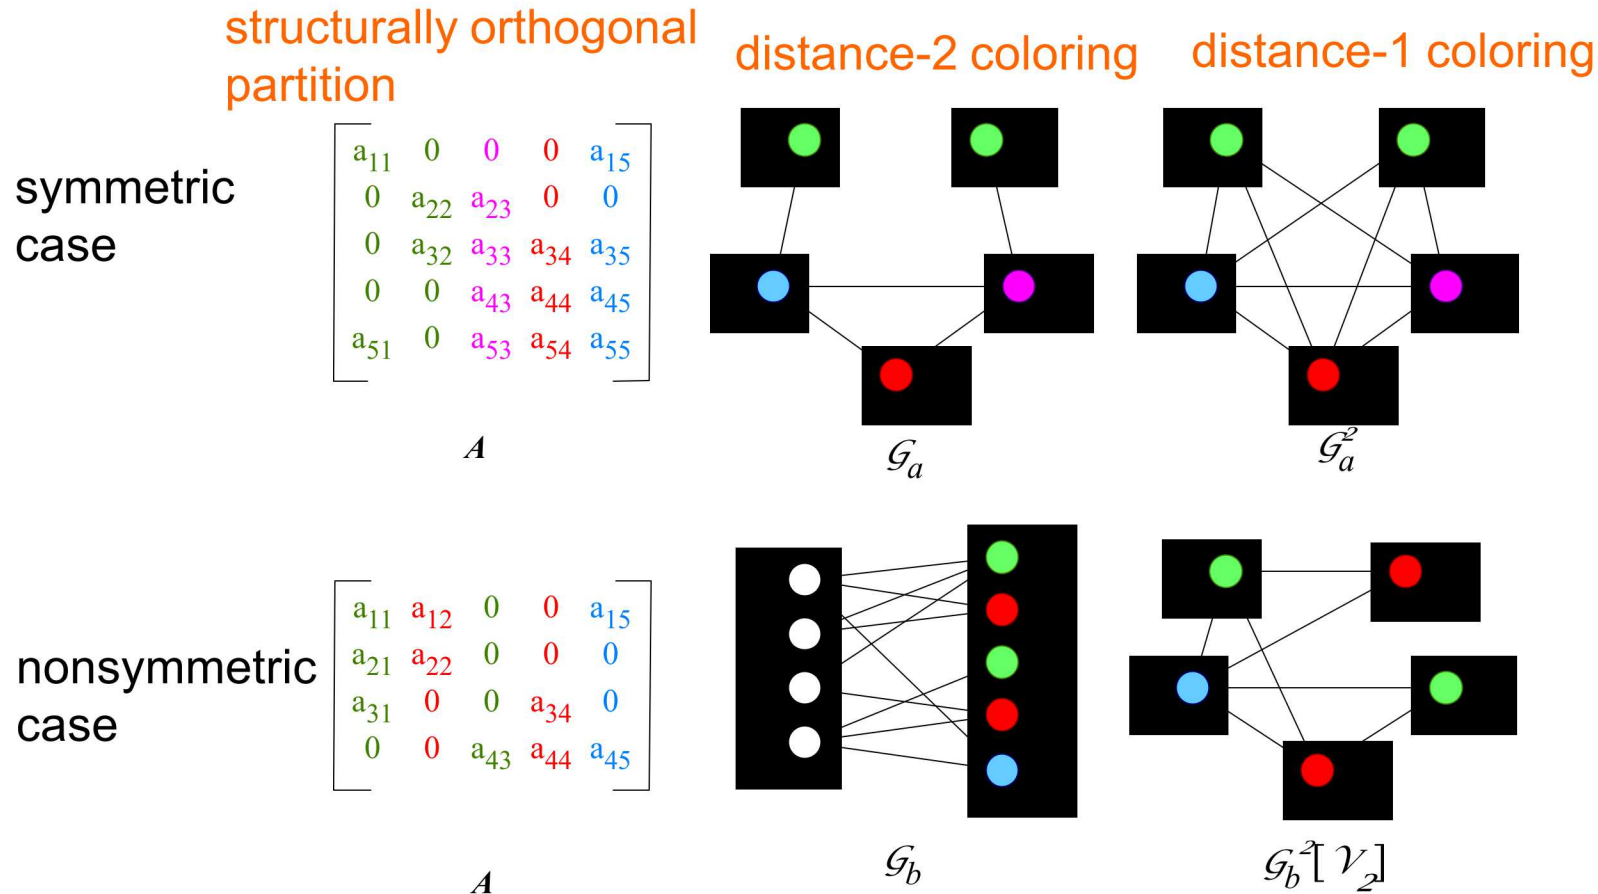 structurally orthogonal
partition
distance-2 coloring
distance-1 coloring
symmetric
case
a11 0 0 0 a15
0 a22 a23 0 0
0 a32 a33 a34 a35
0 0 a43 a44 a45
a51 0 a53 a54 a55
A
𝒢a
𝒢a²
nonsymmetric
case
a11 a12 0 0 a15
a21 a22 0 0 0
a31 0 0 a34 0
0 0 a43 a44 a45
A
𝒢b
𝒢b²[𝒱2]